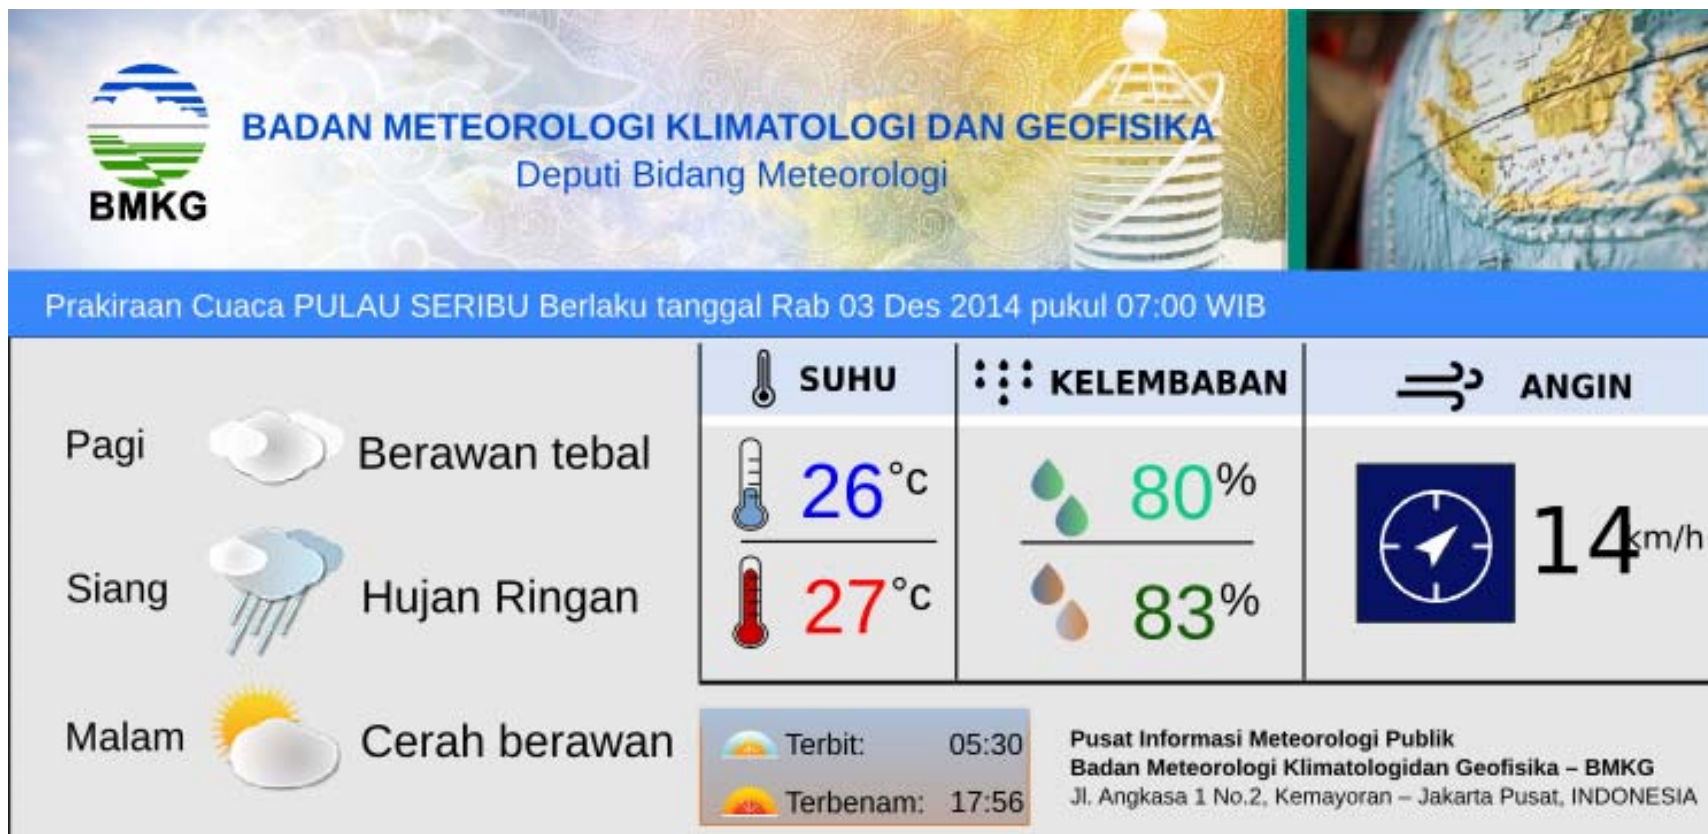 BADAN METEOROLOGI KLIMATOLOGI DAN GEOFISIKA
Deputi Bidang Meteorologi
BMKG
Prakiraan Cuaca PULAU SERIBU Berlaku tanggal Rab 03 Des 2014 pukul 07:00 WIB
Pagi Berawan tebal
Siang Hujan Ringan
Malam Cerah berawan
SUHU KELEMBABAN ANGIN
26°c 80% 14km/h
27°c 83%
Terbit: 05:30
Terbenam: 17:56
Pusat Informasi Meteorologi Publik
Badan Meteorologi Klimatologidan Geofisika – BMKG
Jl. Angkasa 1 No.2, Kemayoran – Jakarta Pusat, INDONESIA